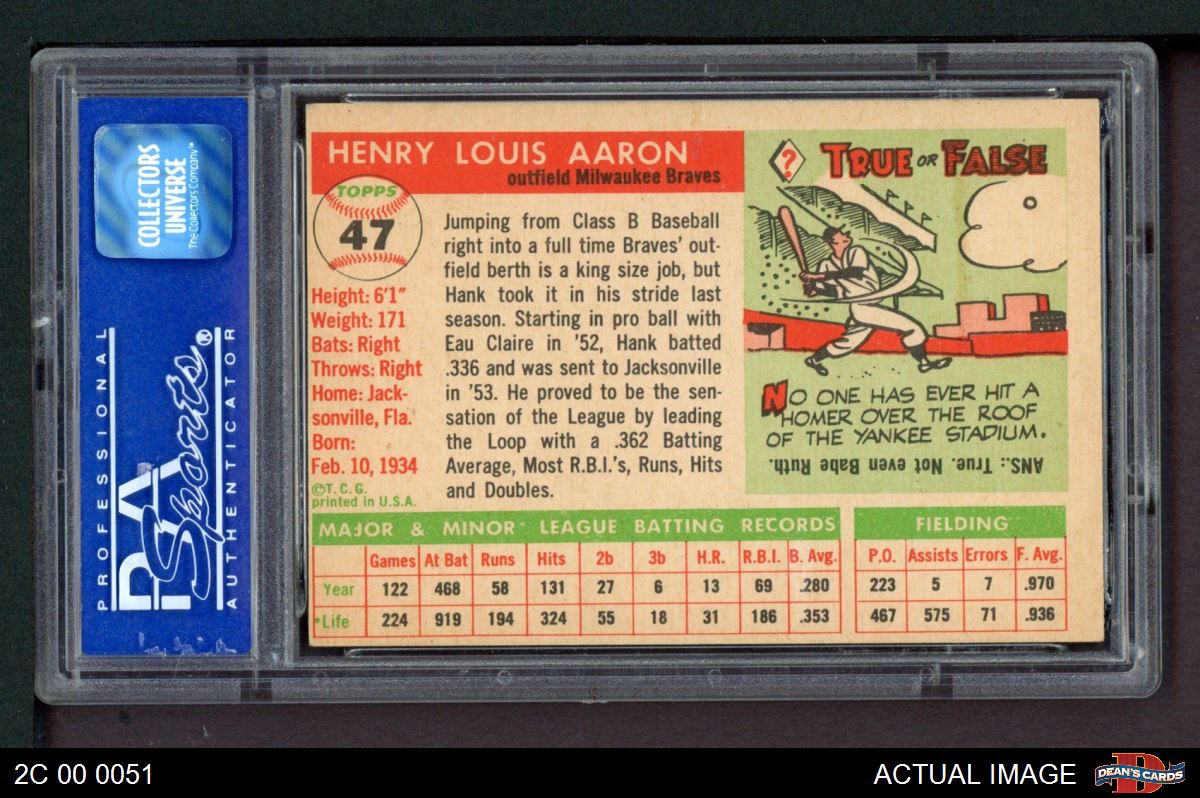 COLLECTORS
UNIVERSE
The Collectors Company™
PROFESSIONAL
PSA
Sports®
AUTHENTICATOR
HENRY LOUIS AARON
outfield Milwaukee Braves
TOPPS
47
Height: 6'1"
Weight: 171
Bats: Right
Throws: Right
Home: Jack-
sonville, Fla.
Born:
Feb. 10, 1934
©T. C. G.
printed in U.S.A.
Jumping from Class B Baseball
right into a full time Braves' out-
field berth is a king size job, but
Hank took it in his stride last
season. Starting in pro ball with
Eau Claire in '52, Hank batted
.336 and was sent to Jacksonville
in '53. He proved to be the sen-
sation of the League by leading
the Loop with a .362 Batting
Average, Most R.B.I.'s, Runs, Hits
and Doubles.
? TRUE OR FALSE
NO ONE HAS EVER HIT A
HOMER OVER THE ROOF
OF THE YANKEE STADIUM.
ANS.: True. Not even Babe Ruth.
MAJOR & MINOR LEAGUE BATTING RECORDS
Games At Bat Runs Hits 2b 3b H.R. R.B.I. B. Avg.
Year 122 468 58 131 27 6 13 69 .280
*Life 224 919 194 324 55 18 31 186 .353
FIELDING
P.O. Assists Errors F. Avg.
223 5 7 .970
467 575 71 .936
2C 00 0051
ACTUAL IMAGE
D
DEAN'S CARDS